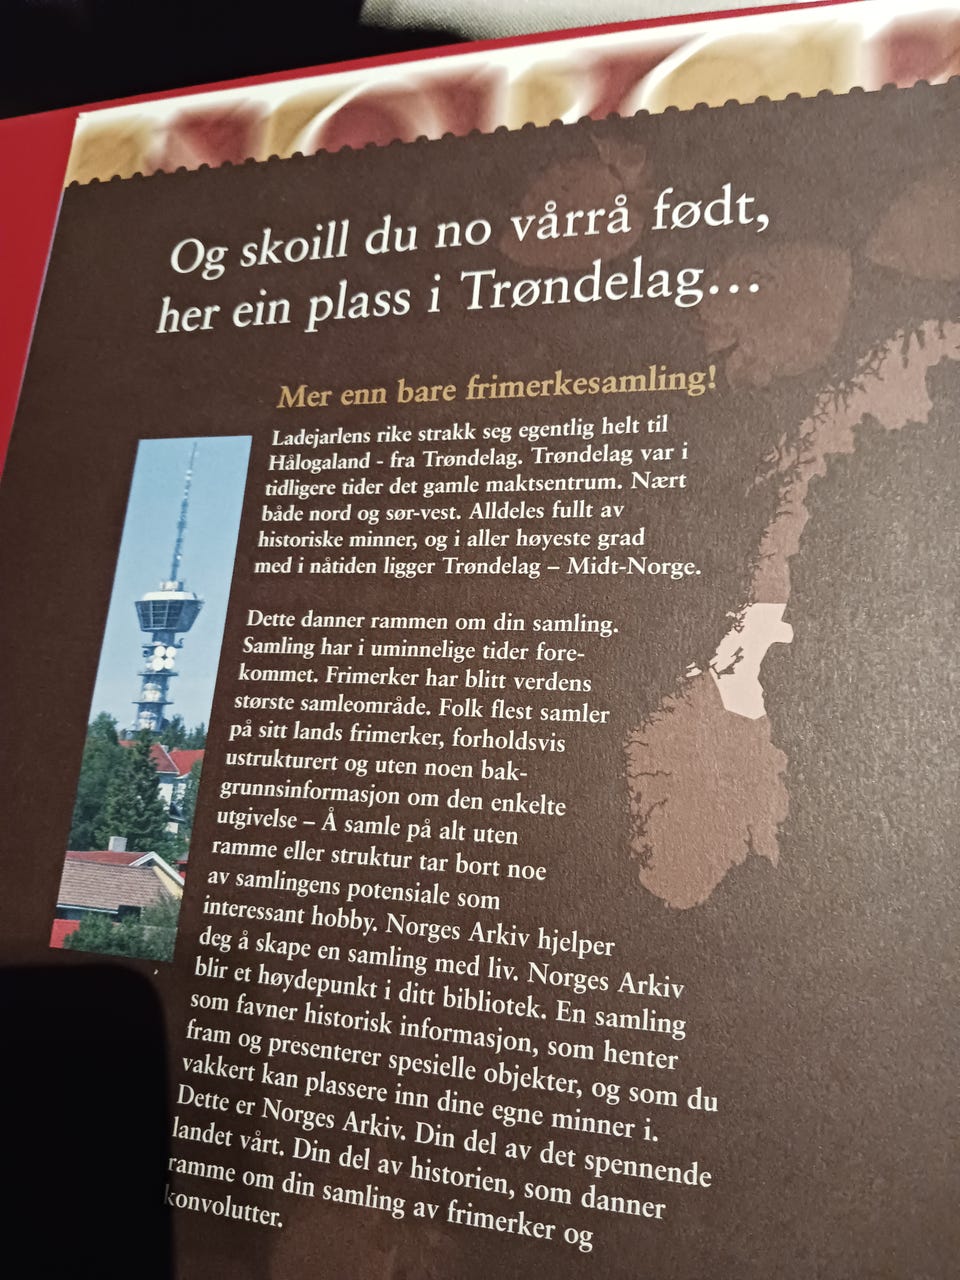 Og skoill du no vårrå født,
her ein plass i Trøndelag...
Mer enn bare frimerkesamling!
Ladejarlens rike strakk seg egentlig helt til
Hålogaland - fra Trøndelag. Trøndelag var i
tidligere tider det gamle maktsentrum. Nært
både nord og sør-vest. Alldeles fullt av
historiske minner, og i aller høyeste grad
med i nåtiden ligger Trøndelag – Midt-Norge.
Dette danner rammen om din samling.
Samling har i uminnelige tider fore-
kommet. Frimerker har blitt verdens
største samleområde. Folk flest samler
på sitt lands frimerker, forholdsvis
ustrukturert og uten noen bak-
grunnsinformasjon om den enkelte
utgivelse – Å samle på alt uten
ramme eller struktur tar bort noe
av samlingens potensiale som
interessant hobby. Norges Arkiv hjelper
deg å skape en samling med liv. Norges Arkiv
blir et høydepunkt i ditt bibliotek. En samling
som favner historisk informasjon, som henter
fram og presenterer spesielle objekter, og som du
vakkert kan plassere inn dine egne minner i.
Dette er Norges Arkiv. Din del av det spennende
landet vårt. Din del av historien, som danner
ramme om din samling av frimerker og
konvolutter.